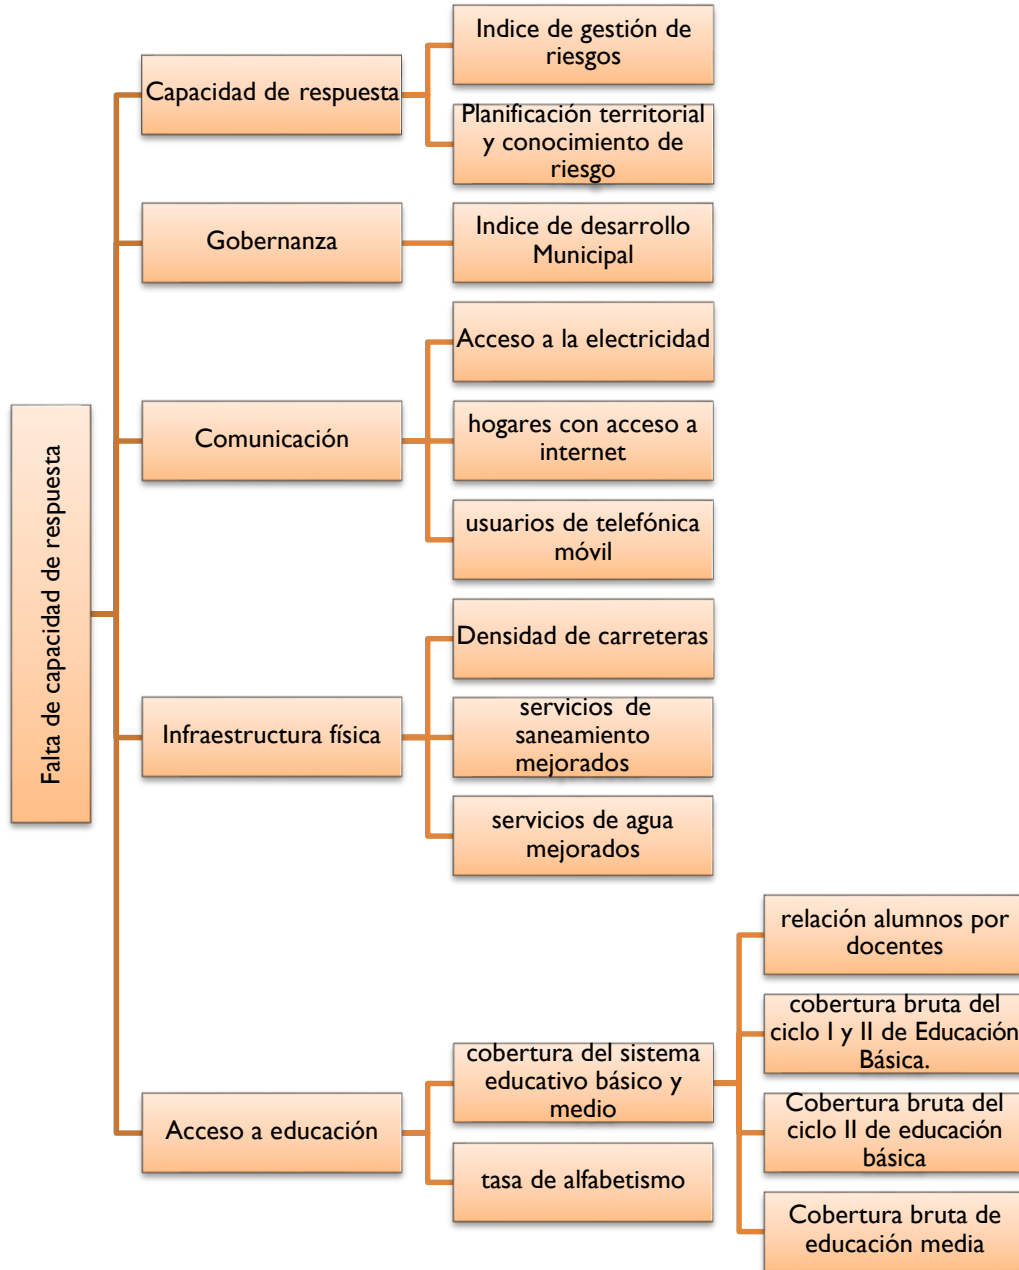 Falta de capacidad de respuesta
Capacidad de respuesta
Indice de gestión de
riesgos
Planificación territorial
y conocimiento de
riesgo
Gobernanza
Indice de desarrollo
Municipal
Comunicación
Acceso a la electricidad
hogares con acceso a
internet
usuarios de telefónica
móvil
Infraestructura física
Densidad de carreteras
servicios de
saneamiento
mejorados
servicios de agua
mejorados
Acceso a educación
cobertura del sistema
educativo básico y
medio
relación alumnos por
docentes
cobertura bruta del
ciclo I y II de Educación
Básica.
Cobertura bruta del
ciclo II de educación
básica
Cobertura bruta de
educación media
tasa de alfabetismo